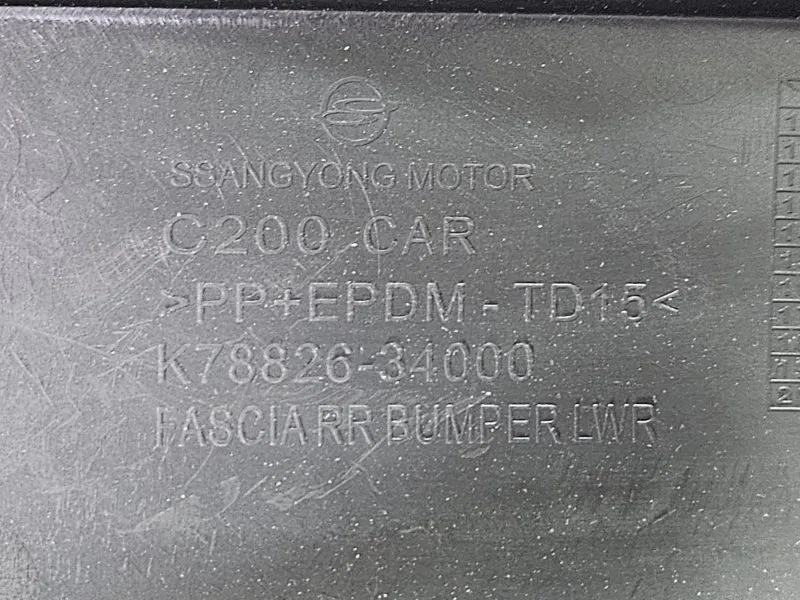 SSANGYONG MOTOR
C200 CAR
>PP+EPDM - TD15<
K78826-34000
FASCIA RR BUMPER LWR